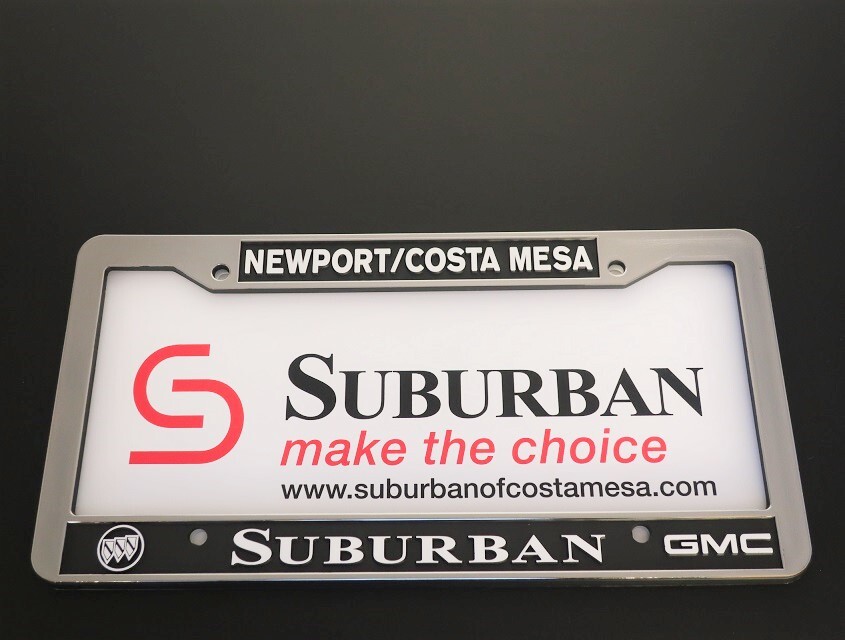 NEWPORT/COSTA MESA
SUBURBAN
make the choice
www.suburbanofcostamesa.com
SUBURBAN GMC